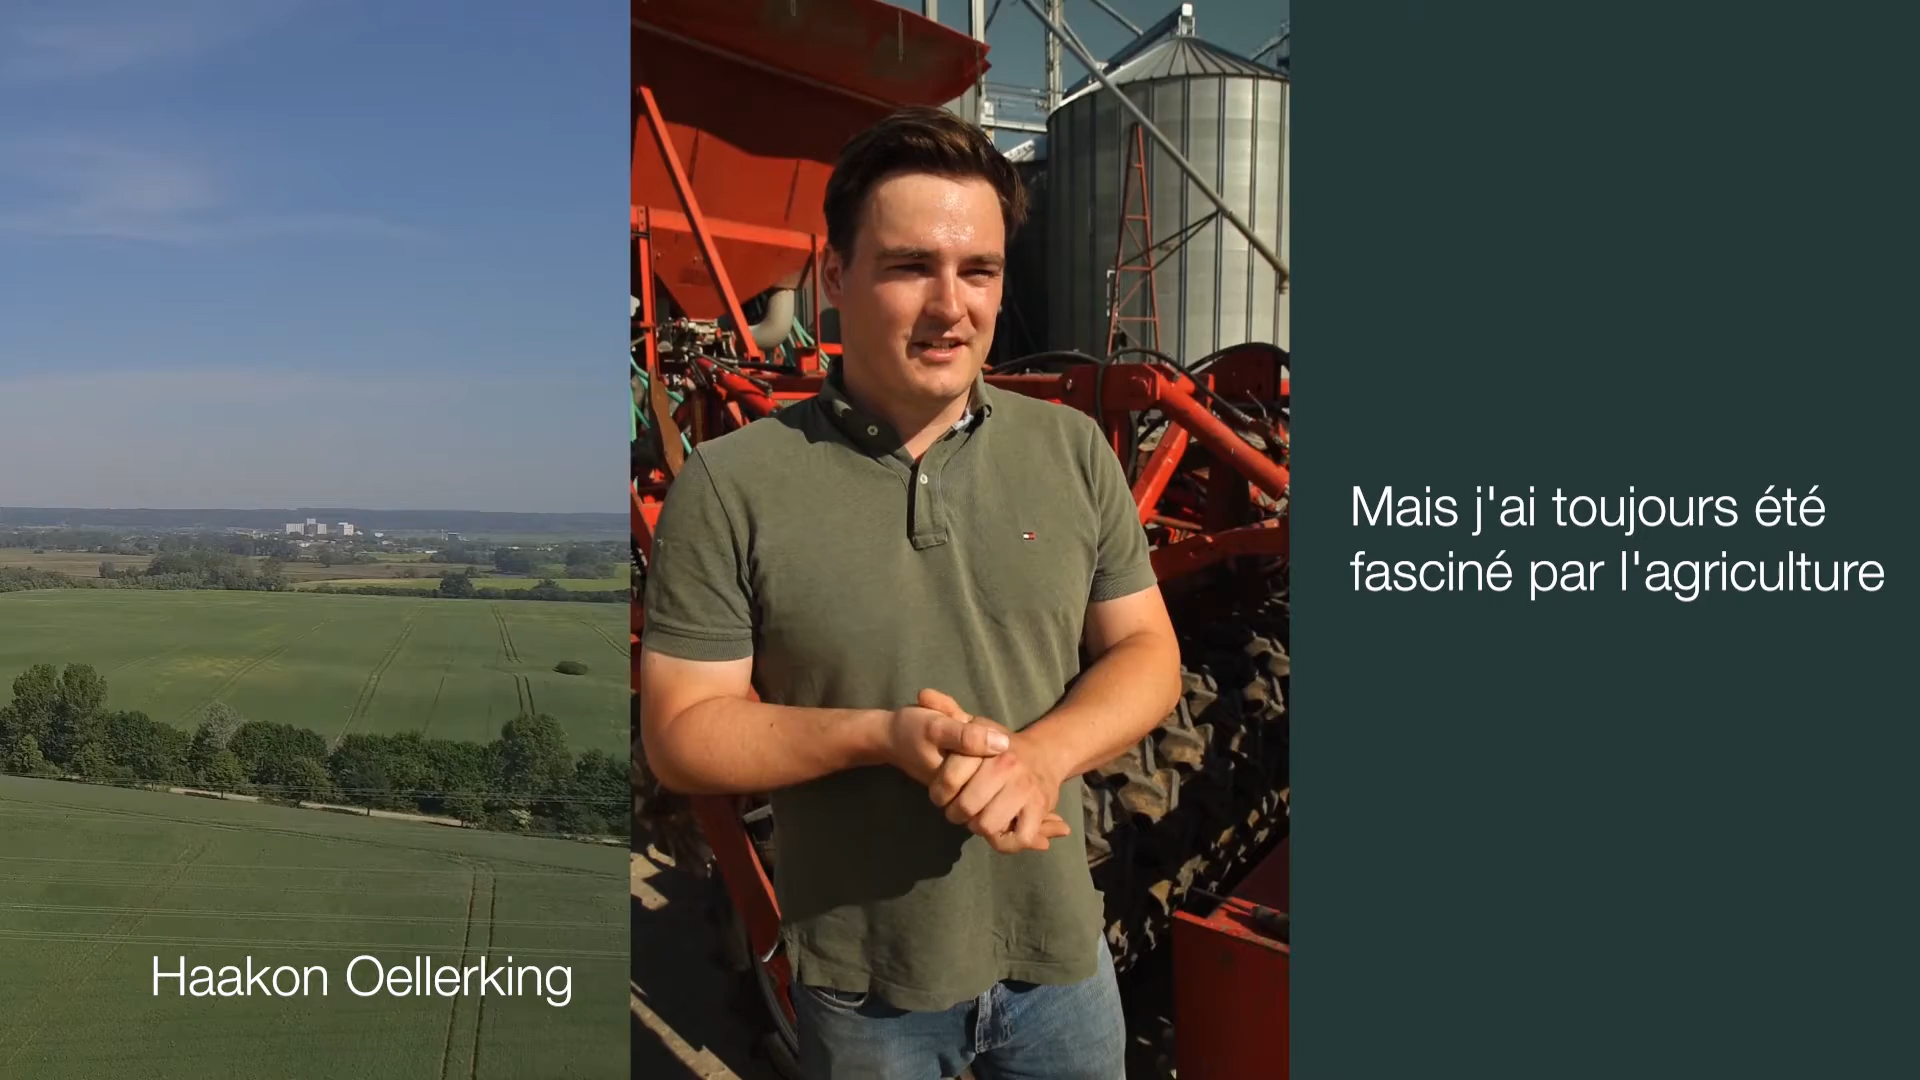 Haakon Oellerking
Mais j'ai toujours été
fasciné par l'agriculture